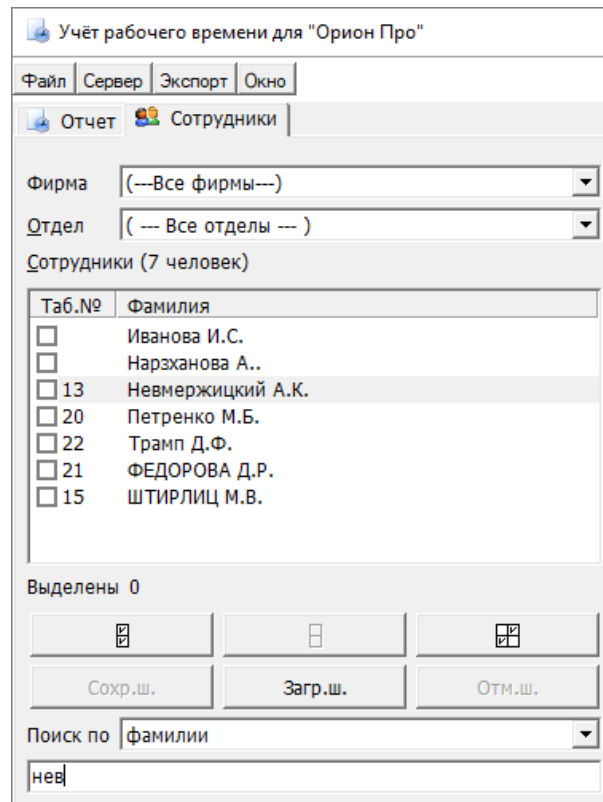 Учёт рабочего времени для "Орион Про"
Файл Сервер Экспорт Окно
Отчет Сотрудники
Фирма (---Все фирмы---)
Отдел ( --- Все отделы --- )
Сотрудники (7 человек)
Таб.№ Фамилия
Иванова И.С.
Нарзханова А..
13 Невмержицкий А.К.
20 Петренко М.Б.
22 Трамп Д.Ф.
21 ФЕДОРОВА Д.Р.
15 ШТИРЛИЦ М.В.
Выделены 0
Сохр.ш. Загр.ш. Отм.ш.
Поиск по фамилии
нев